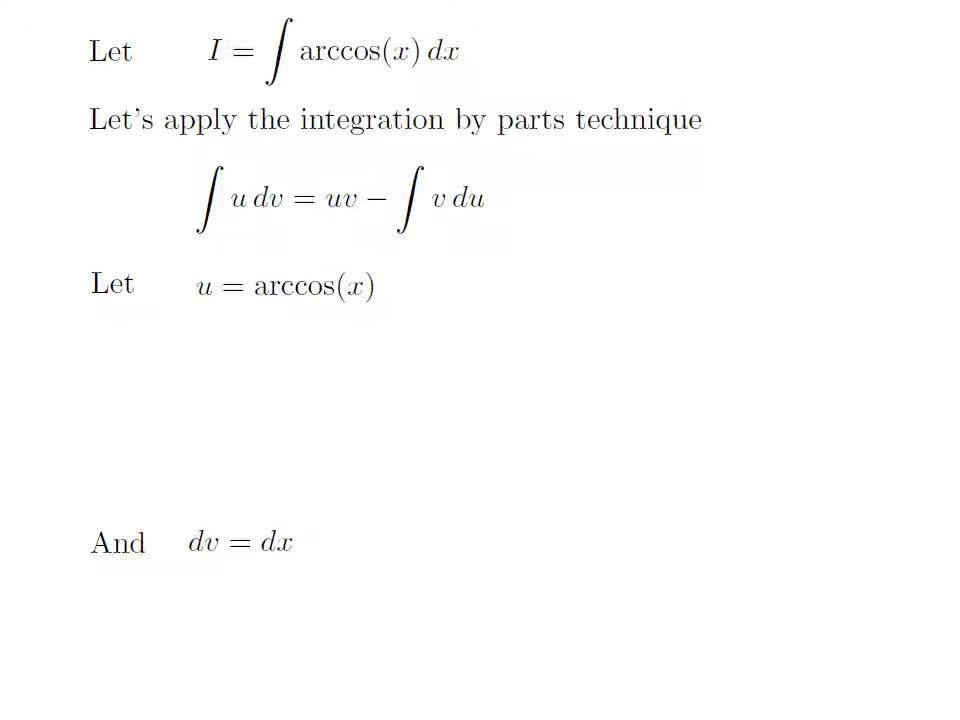 Let I = ∫ arccos(x) dx
Let's apply the integration by parts technique
∫ u dv = uv − ∫ v du
Let u = arccos(x)
And dv = dx